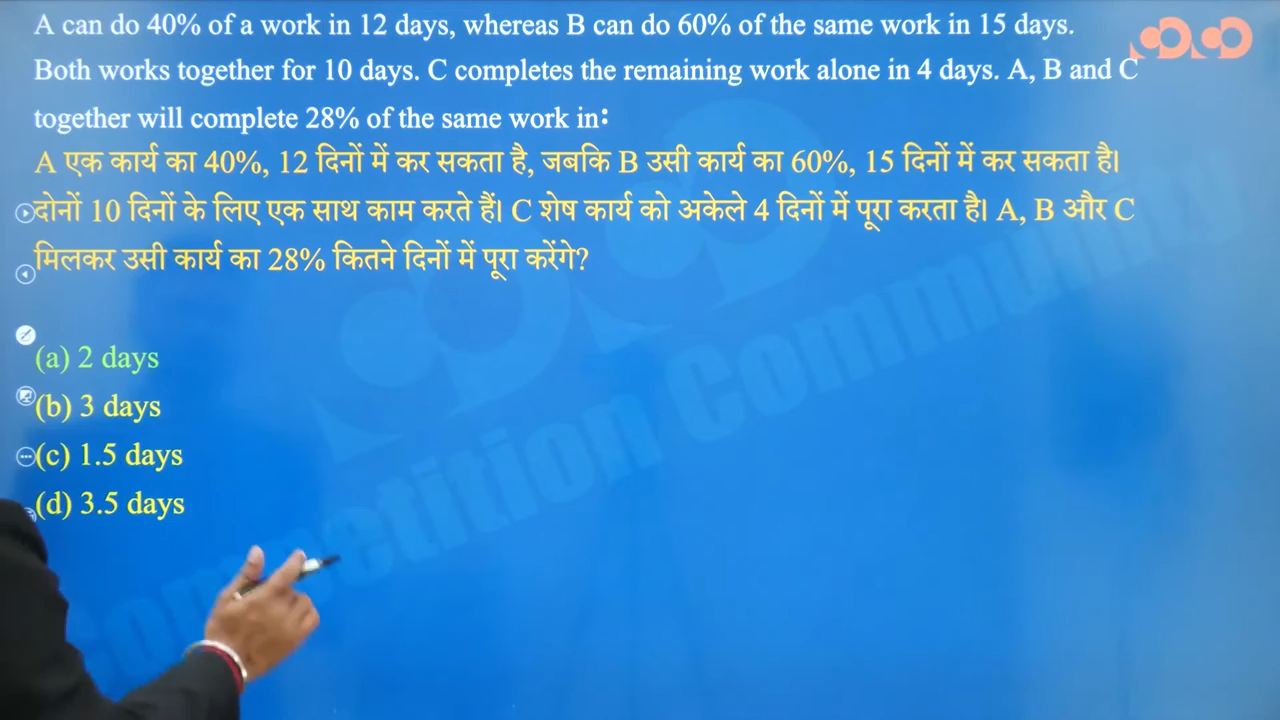 A can do 40% of a work in 12 days, whereas B can do 60% of the same work in 15 days.
Both works together for 10 days. C completes the remaining work alone in 4 days. A, B and C
together will complete 28% of the same work in:
A एक कार्य का 40%, 12 दिनों में कर सकता है, जबकि B उसी कार्य का 60%, 15 दिनों में कर सकता है।
दोनों 10 दिनों के लिए एक साथ काम करते हैं। C शेष कार्य को अकेले 4 दिनों में पूरा करता है। A, B और C
मिलकर उसी कार्य का 28% कितने दिनों में पूरा करेंगे?
(a) 2 days
(b) 3 days
(c) 1.5 days
(d) 3.5 days
Competition Community